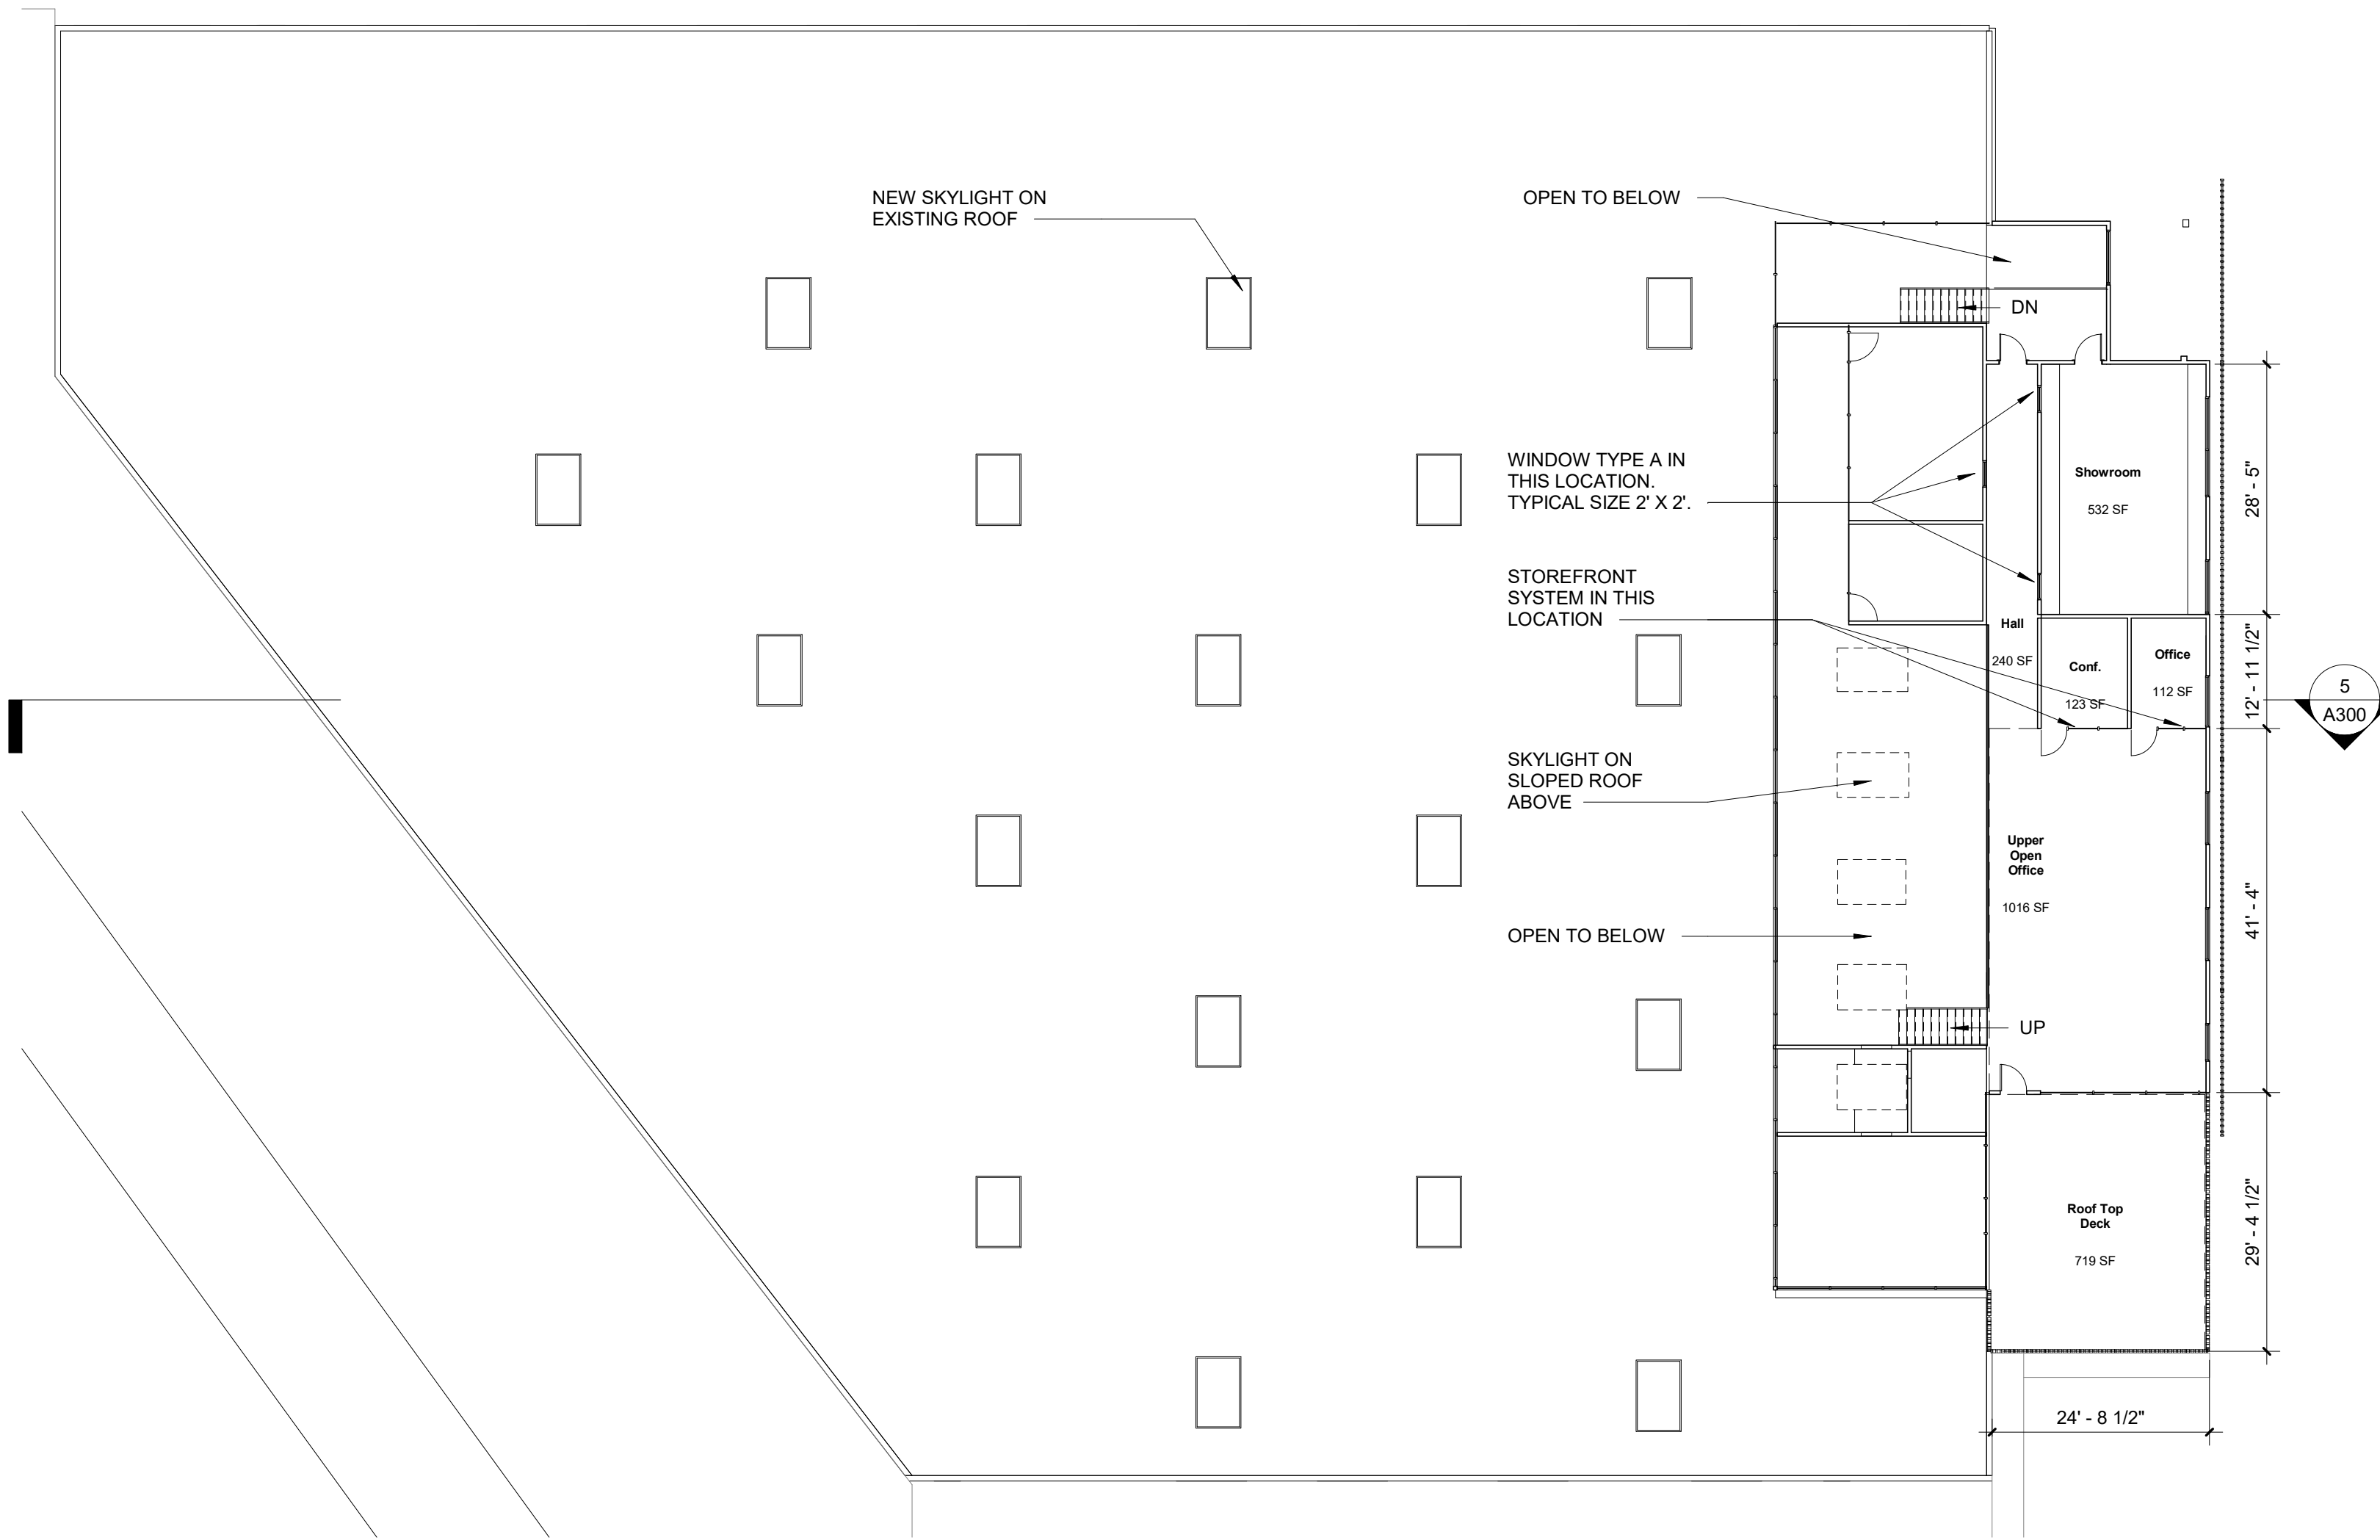 NEW SKYLIGHT ON
EXISTING ROOF
OPEN TO BELOW
DN
WINDOW TYPE A IN
THIS LOCATION.
TYPICAL SIZE 2' X 2'.
Showroom
532 SF
28' - 5"
STOREFRONT
SYSTEM IN THIS
LOCATION
Hall
240 SF
Conf.
123 SF
Office
112 SF
12' - 11 1/2"
5
A300
SKYLIGHT ON
SLOPED ROOF
ABOVE
Upper
Open
Office
1016 SF
41' - 4"
OPEN TO BELOW
UP
Roof Top
Deck
719 SF
29' - 4 1/2"
24' - 8 1/2"